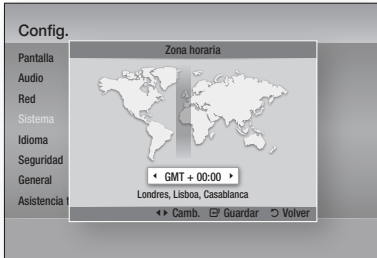 Config.
Zona horaria
Pantalla
Audio
Red
Sistema
Idioma
Seguridad
General
Asistencia t
GMT + 00:00
Londres, Lisboa, Casablanca
Camb. Guardar Volver